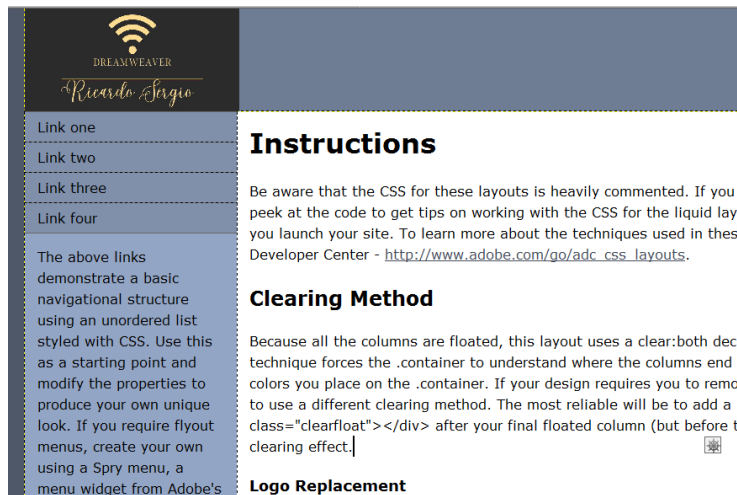 DREAMWEAVER
Ricardo Sergio
Link one
Link two
Link three
Link four
The above links
demonstrate a basic
navigational structure
using an unordered list
styled with CSS. Use this
as a starting point and
modify the properties to
produce your own unique
look. If you require flyout
menus, create your own
using a Spry menu, a
menu widget from Adobe's
Instructions
Be aware that the CSS for these layouts is heavily commented. If you
peek at the code to get tips on working with the CSS for the liquid lay
you launch your site. To learn more about the techniques used in thes
Developer Center - http://www.adobe.com/go/adc_css_layouts.
Clearing Method
Because all the columns are floated, this layout uses a clear:both dec
technique forces the .container to understand where the columns end
colors you place on the .container. If your design requires you to remo
to use a different clearing method. The most reliable will be to add a
class="clearfloat"></div> after your final floated column (but before t
clearing effect.
Logo Replacement